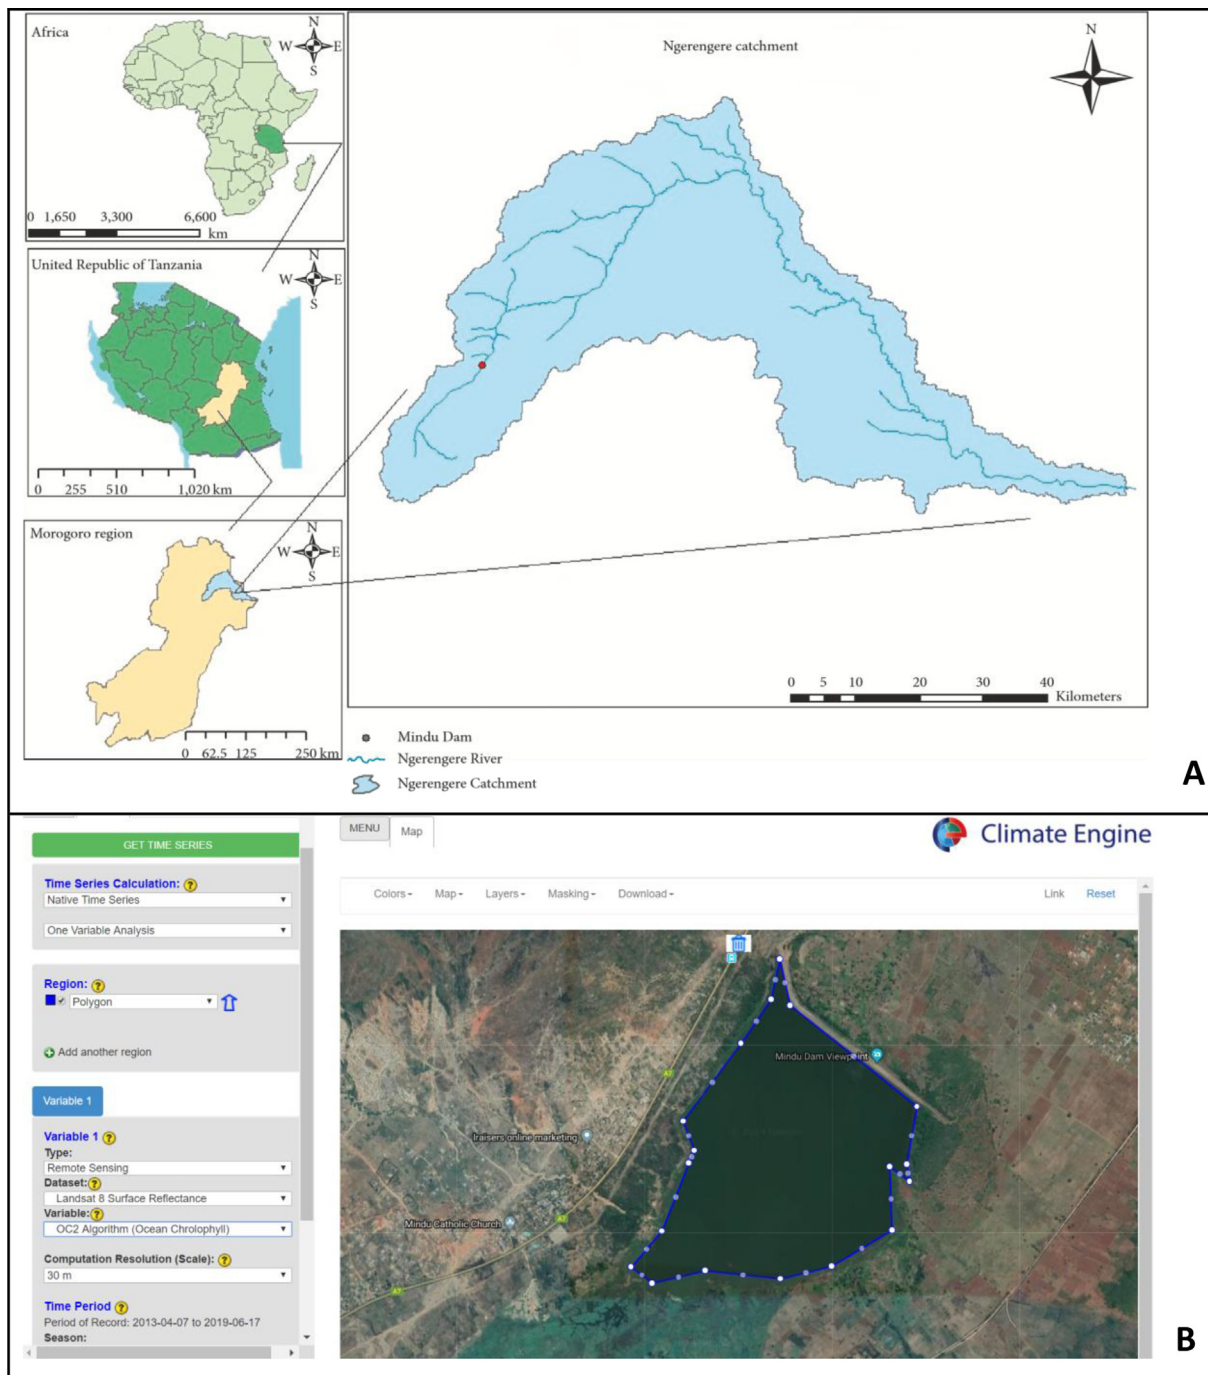 Africa
N
W E
S
0 1,650 3,300 6,600
km
United Republic of Tanzania
N
W E
S
0 255 510 1,020 km
Morogoro region
N
W E
S
0 62.5 125 250 km
Ngerengere catchment
N
0 5 10 20 30 40
Kilometers
Mindu Dam
Ngerengere River
Ngerengere Catchment
A
GET TIME SERIES
Time Series Calculation: ?
Native Time Series
One Variable Analysis
Region: ?
Polygon
Add another region
Variable 1
Variable 1 ?
Type:
Remote Sensing
Dataset: ?
Landsat 8 Surface Reflectance
Variable: ?
OC2 Algorithm (Ocean Chrolophyll)
Computation Resolution (Scale): ?
30 m
Time Period ?
Period of Record: 2013-04-07 to 2019-06-17
Season:
MENU
Map
Climate Engine
Colors Map Layers Masking Download Link Reset
Mindu Dam Viewpoint
A7
Iraisers online marketing
Mindu Catholic Church
A7
A7
B